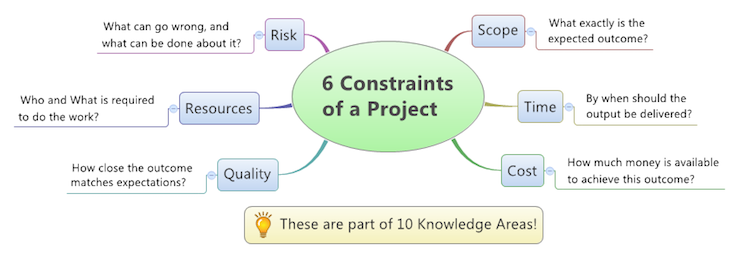 6 Constraints
of a Project
Scope
What exactly is the
expected outcome?
Time
By when should the
output be delivered?
Cost
How much money is available
to achieve this outcome?
Quality
How close the outcome
matches expectations?
Resources
Who and What is required
to do the work?
Risk
What can go wrong, and
what can be done about it?
These are part of 10 Knowledge Areas!